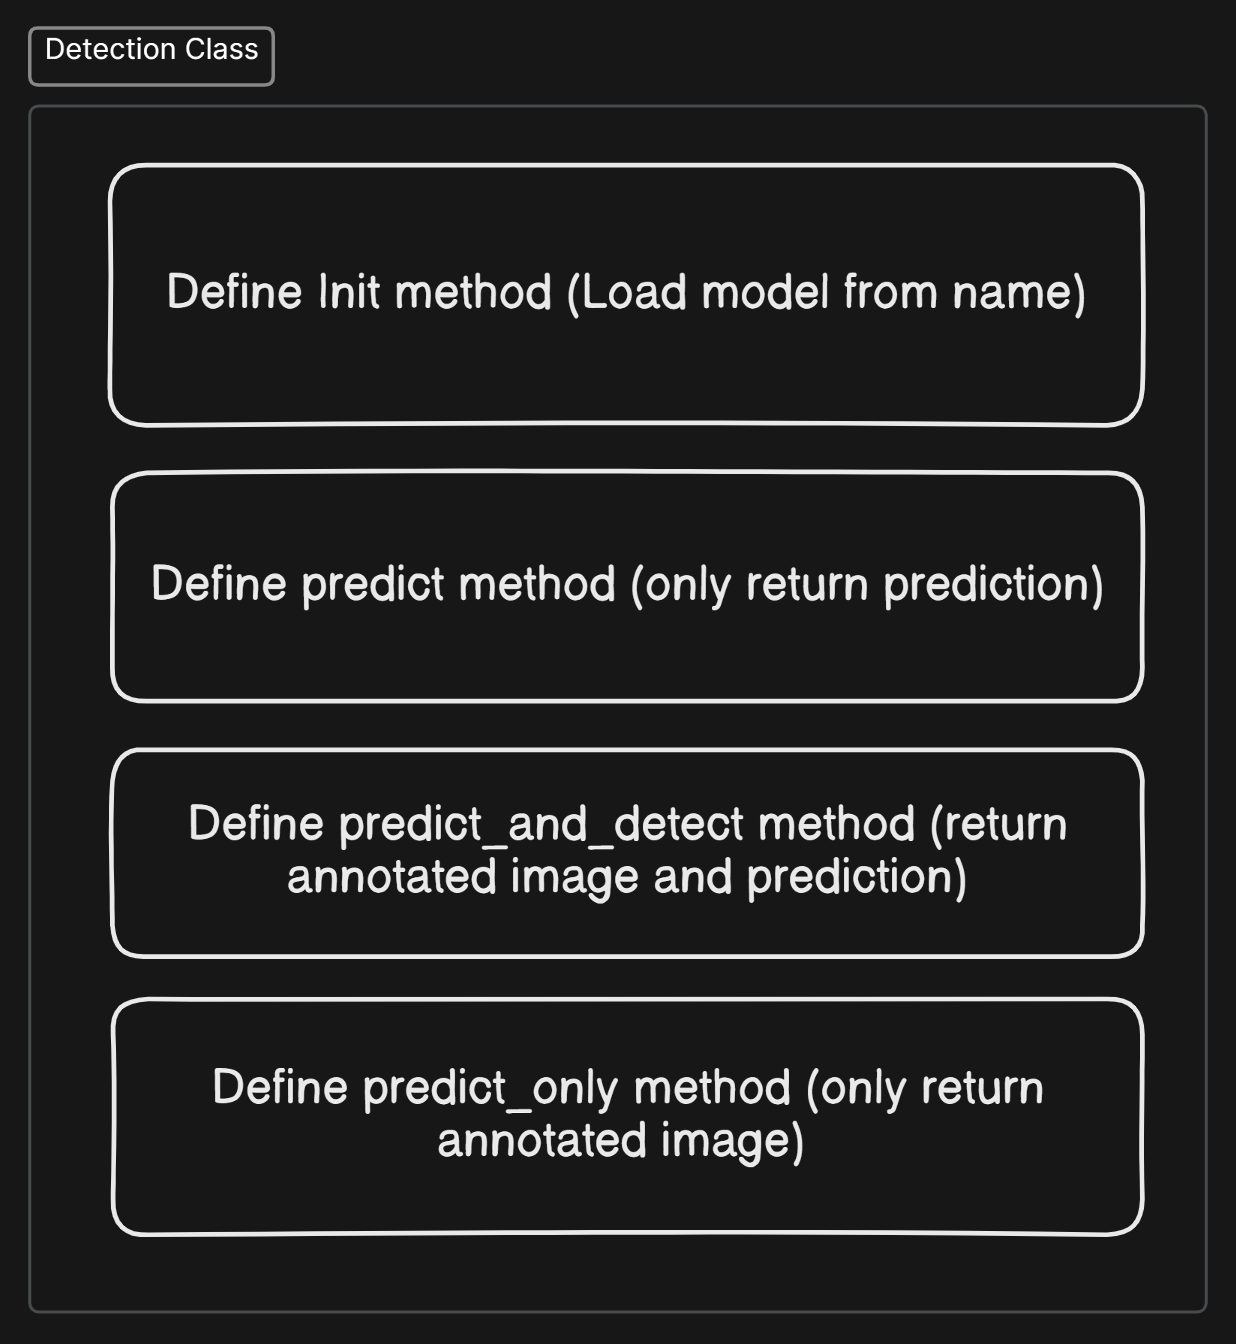 Detection Class
Define Init method (Load model from name)
Define predict method (only return prediction)
Define predict_and_detect method (return
annotated image and prediction)
Define predict_only method (only return
annotated image)